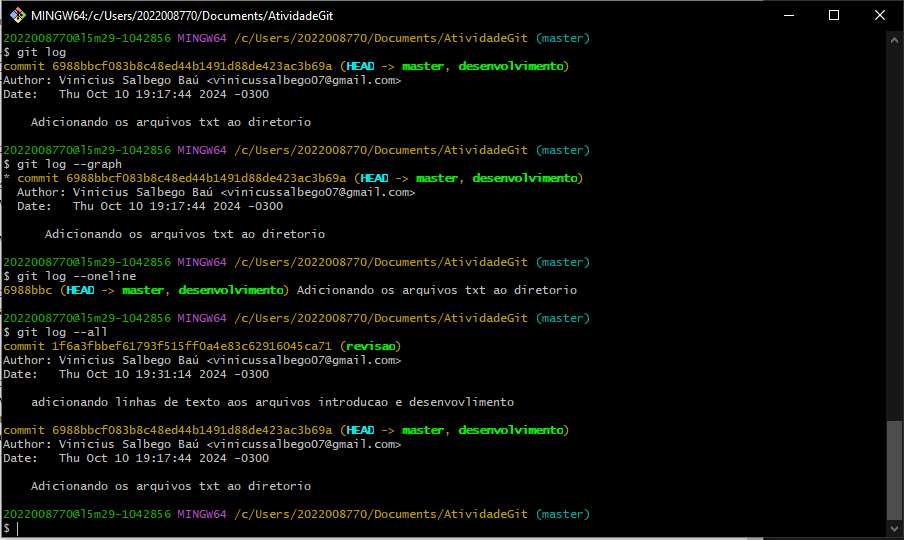 MINGW64:/c/Users/2022008770/Documents/AtividadeGit
2022008770@l5m29-1042856 MINGW64 /c/Users/2022008770/Documents/AtividadeGit (master)
$ git log
commit 6988bbcf083b8c48ed44b1491d88de423ac3b69a (HEAD -> master, desenvolvimento)
Author: Vinicius Salbego Baú <vinicussalbego07@gmail.com>
Date:   Thu Oct 10 19:17:44 2024 -0300
    Adicionando os arquivos txt ao diretorio
2022008770@l5m29-1042856 MINGW64 /c/Users/2022008770/Documents/AtividadeGit (master)
$ git log --graph
* commit 6988bbcf083b8c48ed44b1491d88de423ac3b69a (HEAD -> master, desenvolvimento)
  Author: Vinicius Salbego Baú <vinicussalbego07@gmail.com>
  Date:   Thu Oct 10 19:17:44 2024 -0300
      Adicionando os arquivos txt ao diretorio
2022008770@l5m29-1042856 MINGW64 /c/Users/2022008770/Documents/AtividadeGit (master)
$ git log --oneline
6988bbc (HEAD -> master, desenvolvimento) Adicionando os arquivos txt ao diretorio
2022008770@l5m29-1042856 MINGW64 /c/Users/2022008770/Documents/AtividadeGit (master)
$ git log --all
commit 1f6a3fbbef61793f515ff0a4e83c62916045ca71 (revisao)
Author: Vinicius Salbego Baú <vinicussalbego07@gmail.com>
Date:   Thu Oct 10 19:31:14 2024 -0300
    adicionando linhas de texto aos arquivos introducao e desenvovlimento
commit 6988bbcf083b8c48ed44b1491d88de423ac3b69a (HEAD -> master, desenvolvimento)
Author: Vinicius Salbego Baú <vinicussalbego07@gmail.com>
Date:   Thu Oct 10 19:17:44 2024 -0300
    Adicionando os arquivos txt ao diretorio
2022008770@l5m29-1042856 MINGW64 /c/Users/2022008770/Documents/AtividadeGit (master)
$